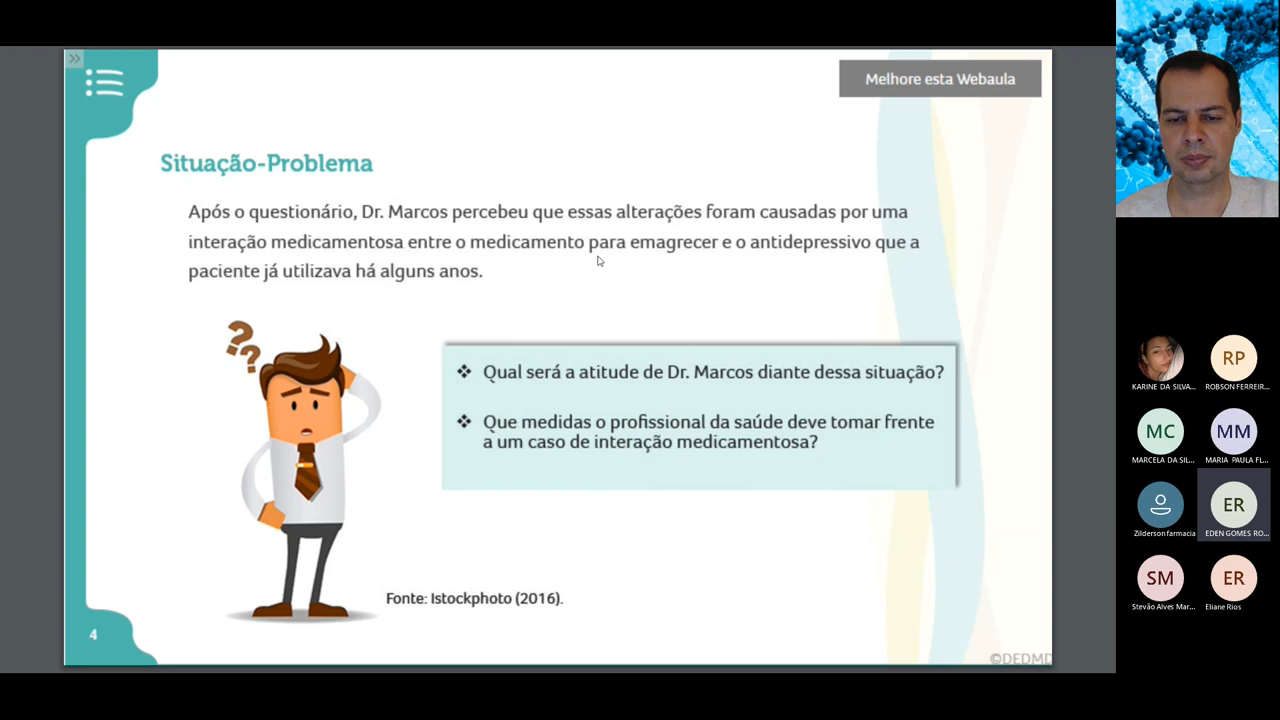 Melhore esta Webaula
Situação-Problema
Após o questionário, Dr. Marcos percebeu que essas alterações foram causadas por uma
interação medicamentosa entre o medicamento para emagrecer e o antidepressivo que a
paciente já utilizava há alguns anos.
??
❖ Qual será a atitude de Dr. Marcos diante dessa situação?
❖ Que medidas o profissional da saúde deve tomar frente
a um caso de interação medicamentosa?
Fonte: Istockphoto (2016).
4
©DEDMD
KARINE DA SILVA...
RP
ROBSON FERREIR...
MC
MARCELA DA SIL...
MM
MARIA PAULA FL...
Zilderson farmacia
ER
EDEN GOMES RO...
SM
Stevão Alves Mar...
ER
Eliane Rios